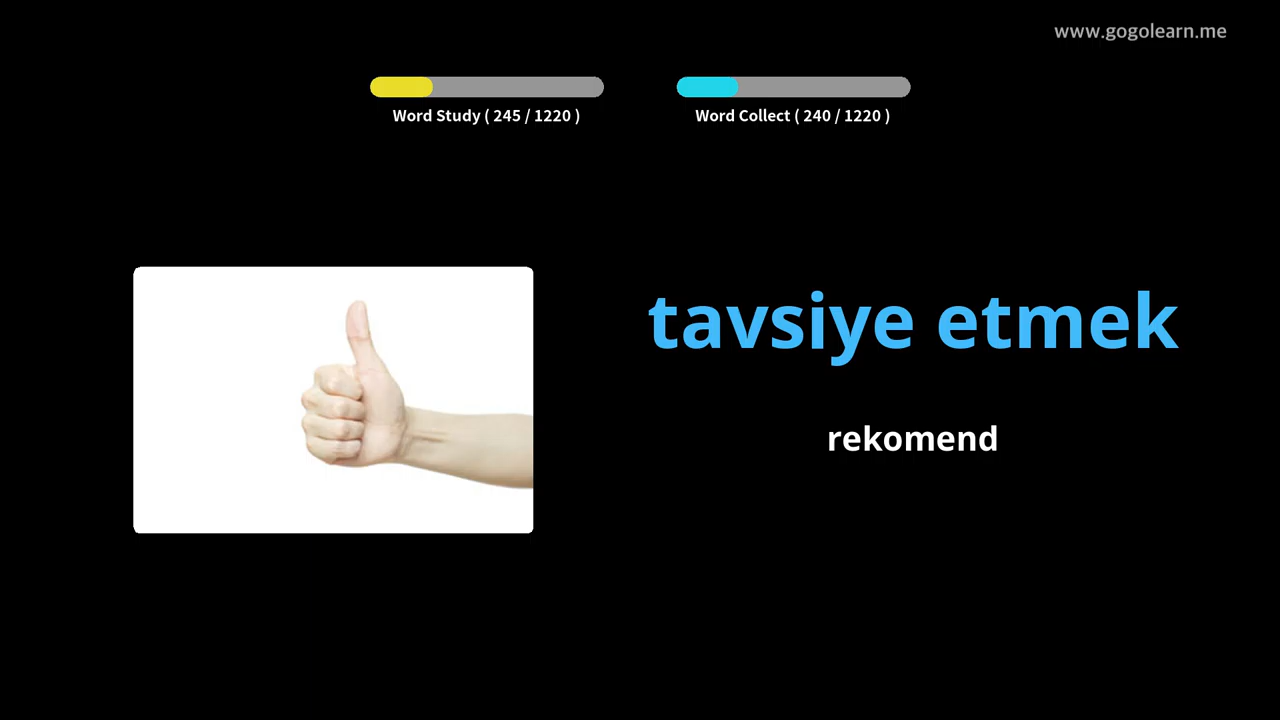 www.gogolearn.me
Word Study ( 245 / 1220 )
Word Collect ( 240 / 1220 )
tavsiye etmek
rekomend